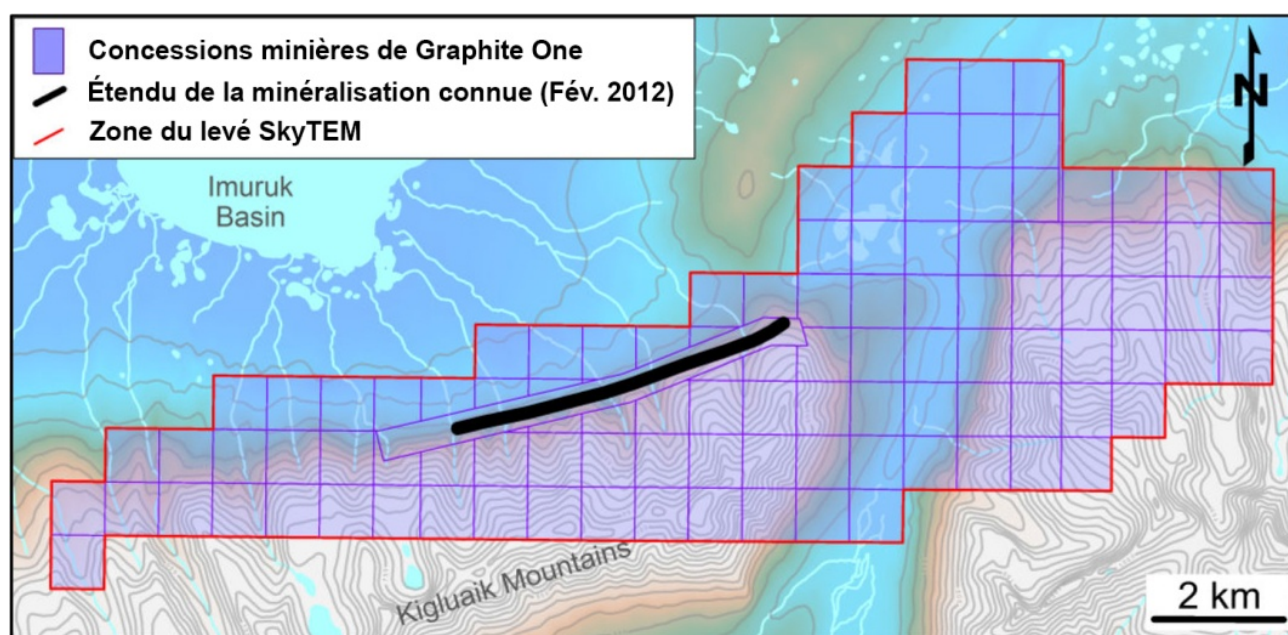 Concessions minières de Graphite One
Étendu de la minéralisation connue (Fév. 2012)
Zone du levé SkyTEM
N
Imuruk
Basin
Kigluaik Mountains
2 km